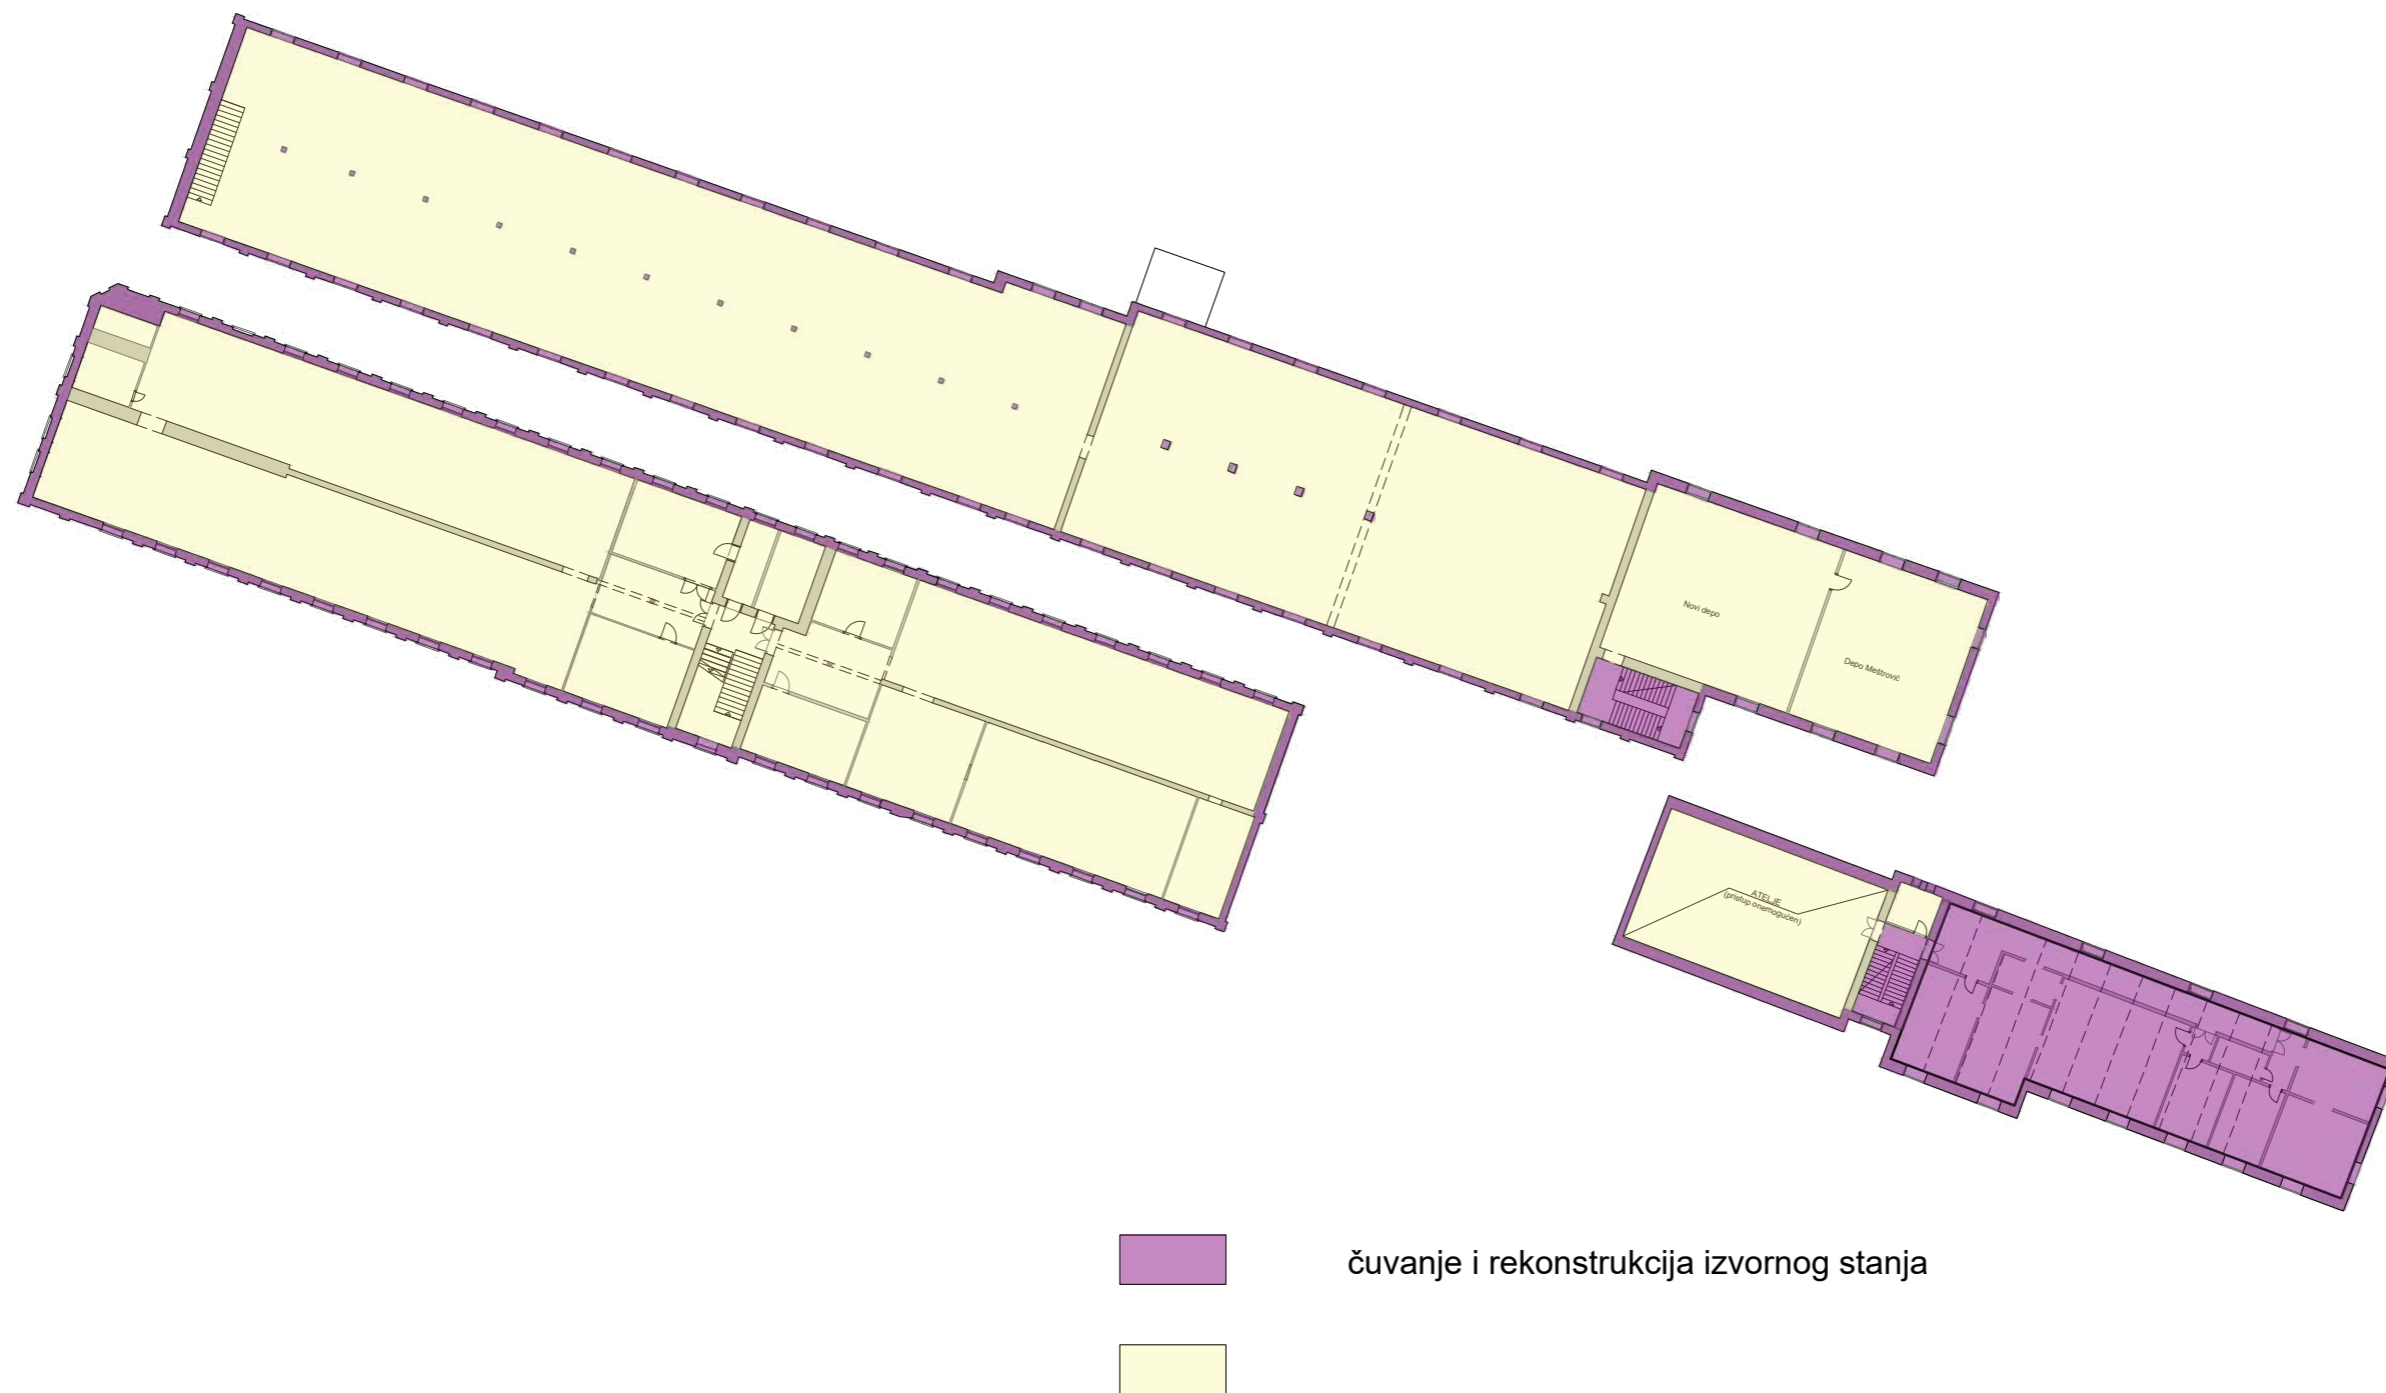 Novi depo
Depo Meštrović
ATELJE
(pristup onemogućen)
čuvanje i rekonstrukcija izvornog stanja